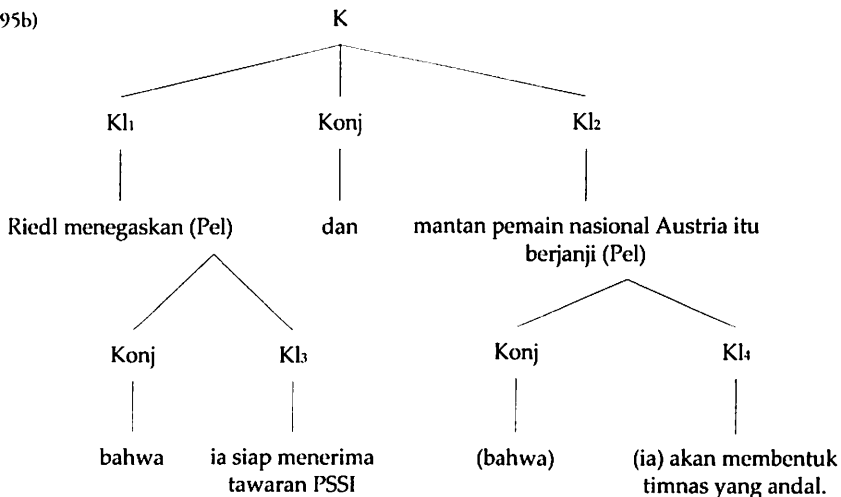 95b)
K
Kl₁ Konj Kl₂
Riedl menegaskan (Pel) dan mantan pemain nasional Austria itu
berjanji (Pel)
Konj Kl₃ Konj Kl₄
bahwa ia siap menerima (bahwa) (ia) akan membentuk
tawaran PSSI timnas yang andal.